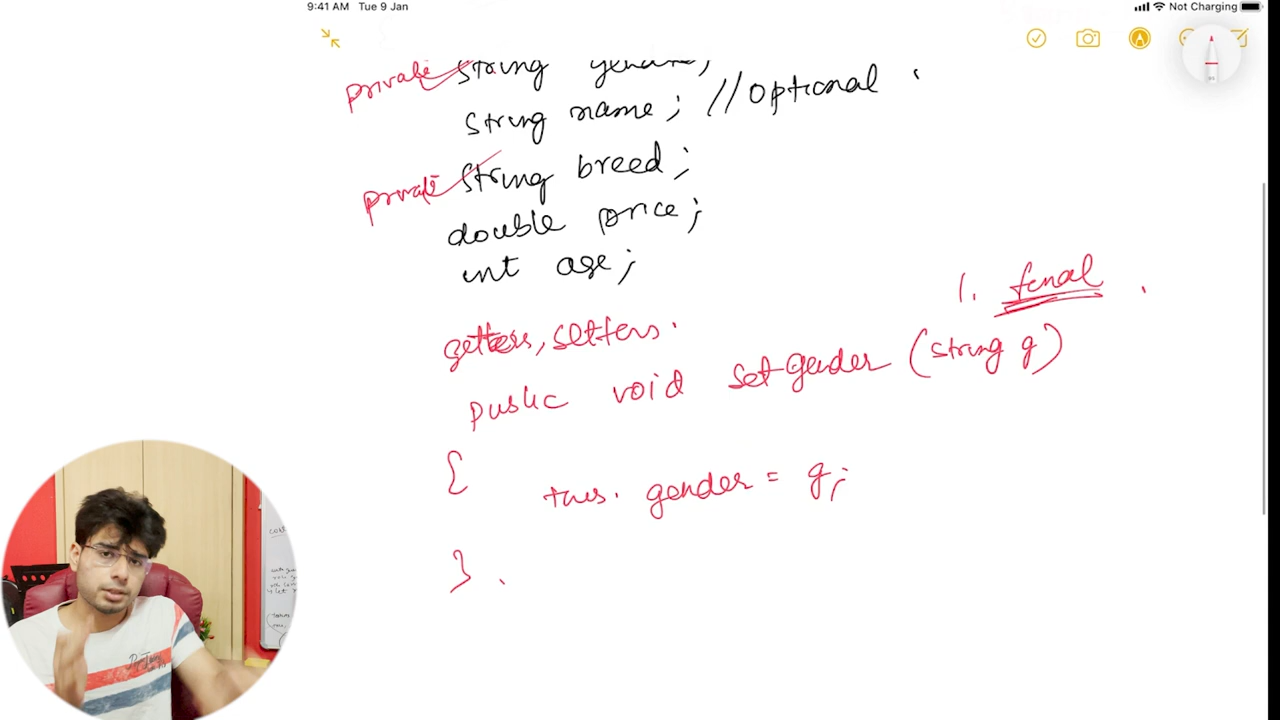 9:41 AM Tue 9 Jan
Not Charging
private String gender;
String name; // optional
private String breed;
double price;
int age;
1. final
getters, setters.
public void setgender (string g)
{
this. gender = g;
}